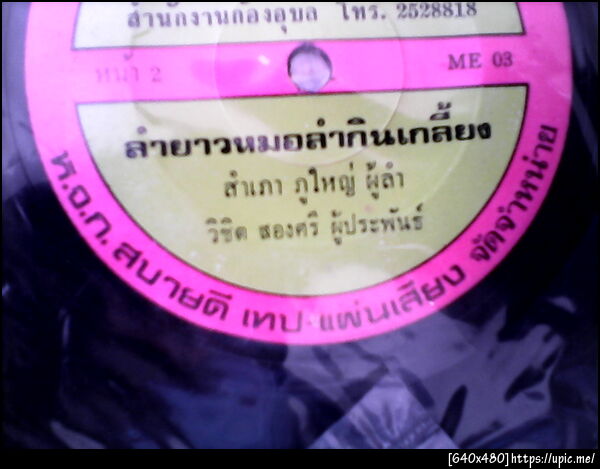 สำนักงานก้องอุบล โทร. 2528818
หน้า 2
ME 03
ลำยาวหมอลำกินเกลี้ยง
สำเภา ภูใหญ่ ผู้ลำ
วิชิต สองศรี ผู้ประพันธ์
ห.จ.ก. สบายดี เทป-แผ่นเสียง จัดจำหน่าย
[640x480]https://upic.me/